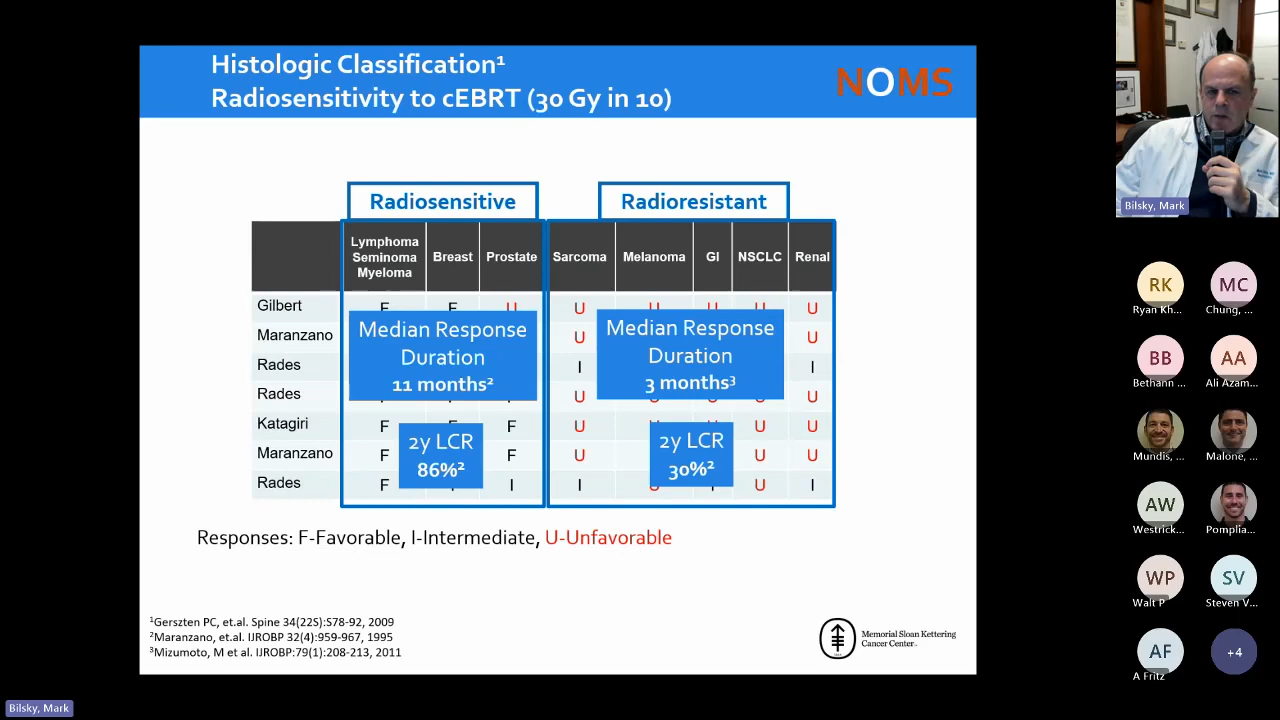 Histologic Classification¹
Radiosensitivity to cEBRT (30 Gy in 10)
NOMS
Radiosensitive
Radioresistant
Lymphoma Seminoma Myeloma Breast Prostate Sarcoma Melanoma GI NSCLC Renal
Gilbert F F U U U U U U
Maranzano U U
Rades I I
Rades U U
Katagiri F F F U U U U U
Maranzano F F U U U
Rades F I I U U I
Median Response
Duration
11 months²
Median Response
Duration
3 months³
2y LCR
86%²
2y LCR
30%²
Responses: F-Favorable, I-Intermediate, U-Unfavorable
¹Gerszten PC, et.al. Spine 34(22S):S78-92, 2009
²Maranzano, et.al. IJROBP 32(4):959-967, 1995
³Mizumoto, M et al. IJROBP:79(1):208-213, 2011
Memorial Sloan Kettering
Cancer Center
Bilsky, Mark
RK MC
Ryan Kh... Chung, ...
BB AA
Bethann ... Ali Azam...
Mundis, ... Malone, ...
AW
Westrick... Pomplia...
WP SV
Walt P Steven V...
AF +4
A Fritz
Bilsky, Mark